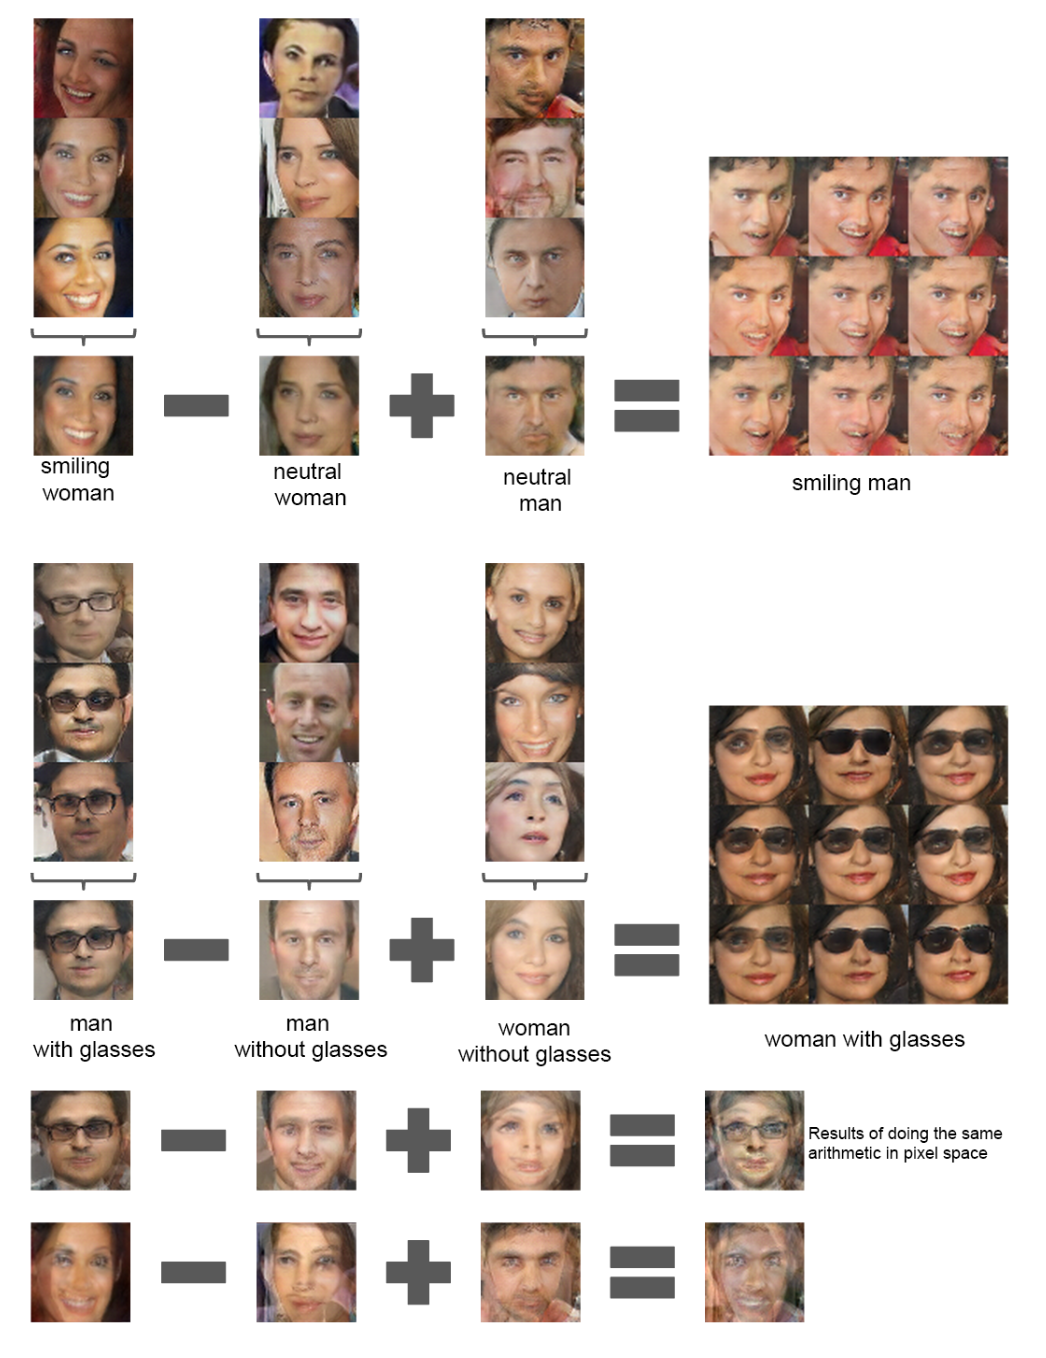 smiling
woman
neutral
woman
neutral
man
smiling man
man
with glasses
man
without glasses
woman
without glasses
woman with glasses
Results of doing the same
arithmetic in pixel space